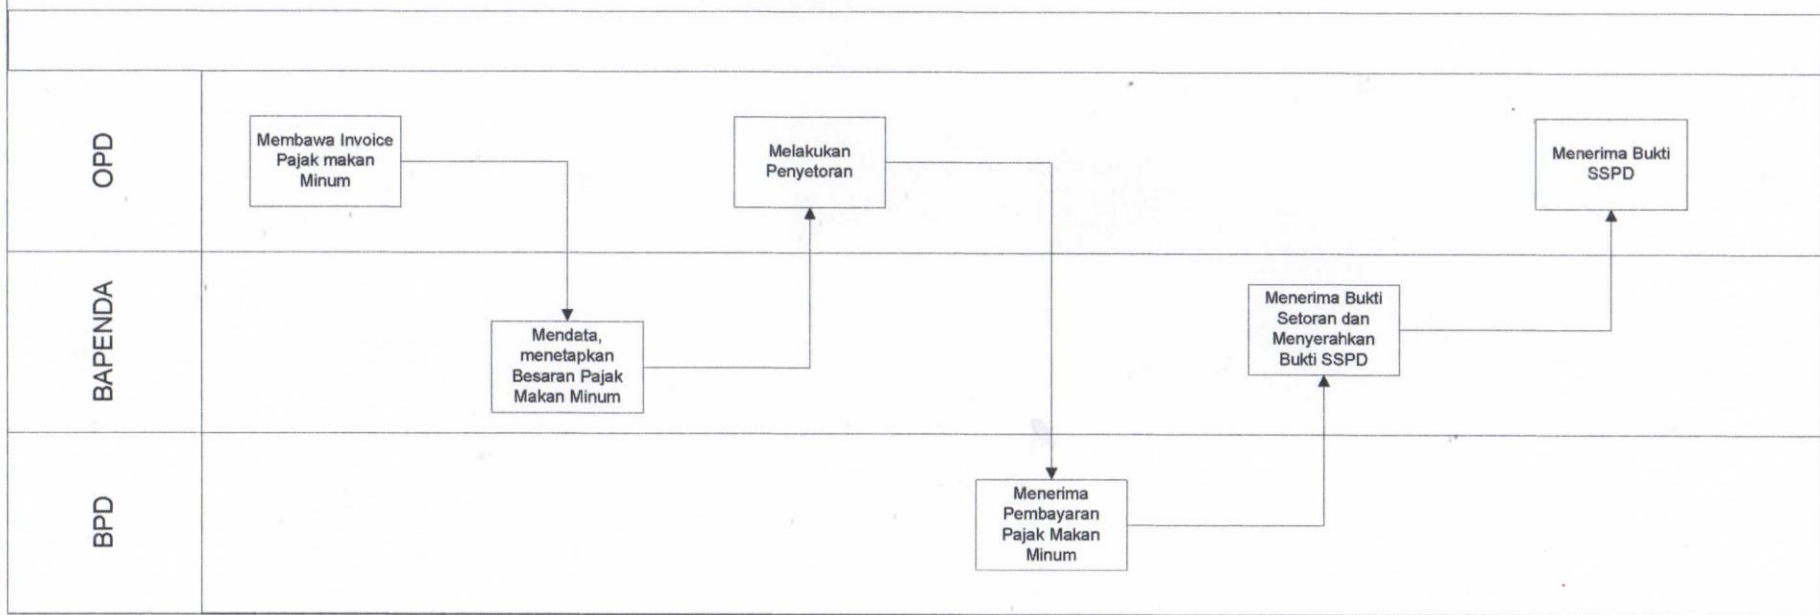 OPD
Membawa Invoice
Pajak makan
Minum
Melakukan
Penyetoran
Menerima Bukti
SSPD
BAPENDA
Mendata,
menetapkan
Besaran Pajak
Makan Minum
Menerima Bukti
Setoran dan
Menyerahkan
Bukti SSPD
BPD
Menerima
Pembayaran
Pajak Makan
Minum